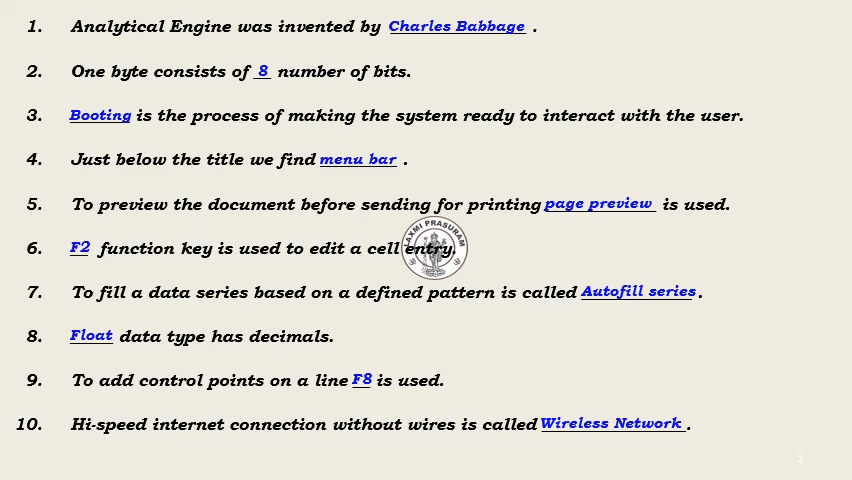 1. Analytical Engine was invented by Charles Babbage .
2. One byte consists of 8 number of bits.
3. Booting is the process of making the system ready to interact with the user.
4. Just below the title we find menu bar .
5. To preview the document before sending for printing page preview is used.
6. F2 function key is used to edit a cell entry.
LAXMI PRASURAM
7. To fill a data series based on a defined pattern is called Autofill series .
8. Float data type has decimals.
9. To add control points on a line F8 is used.
10. Hi-speed internet connection without wires is called Wireless Network .
2